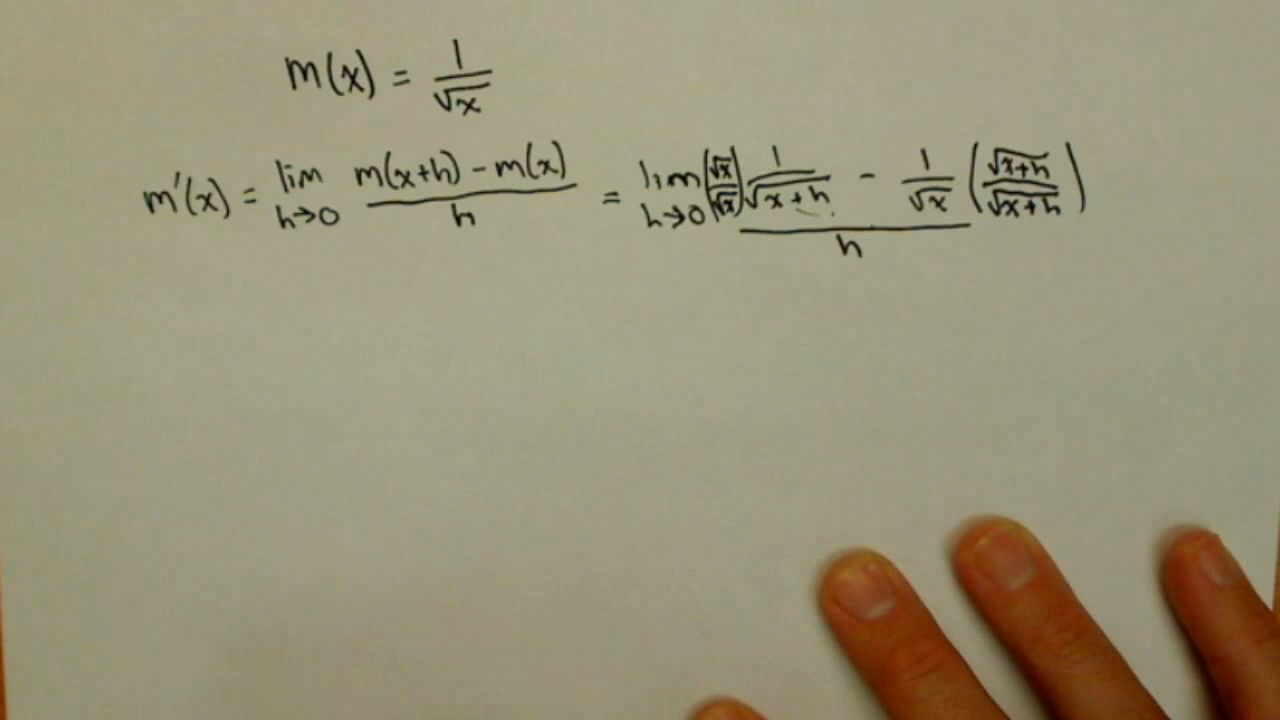 m(x) = 1/√x
m'(x) = lim h→0 (m(x+h) - m(x))/h = lim h→0 ((√x/√x) 1/√(x+h) - 1/√x (√(x+h)/√(x+h)))/h